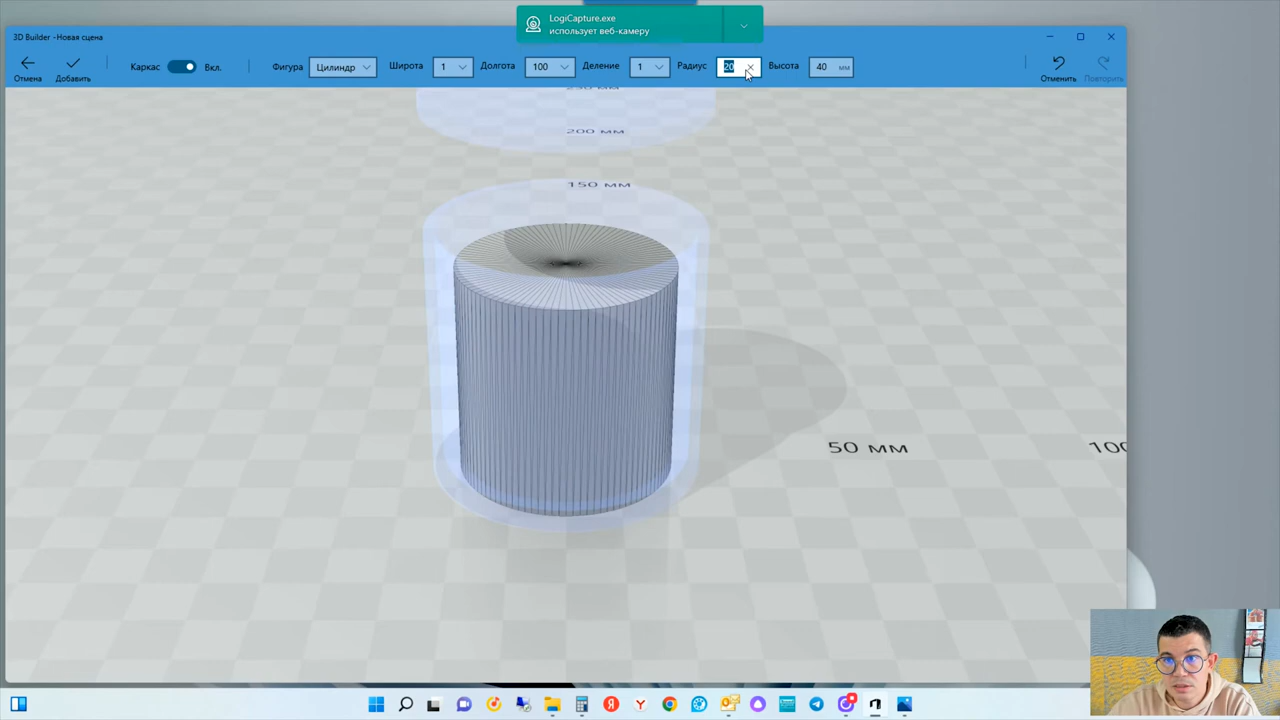 LogiCapture.exe
использует веб-камеру
3D Builder -Новая сцена
Отмена
Добавить
Каркас
Вкл.
Фигура
Цилиндр
Широта
1
Долгота
100
Деление
1
Радиус
20
Высота
40
мм
Отменить
Повторить
200 мм
150 мм
50 мм
100